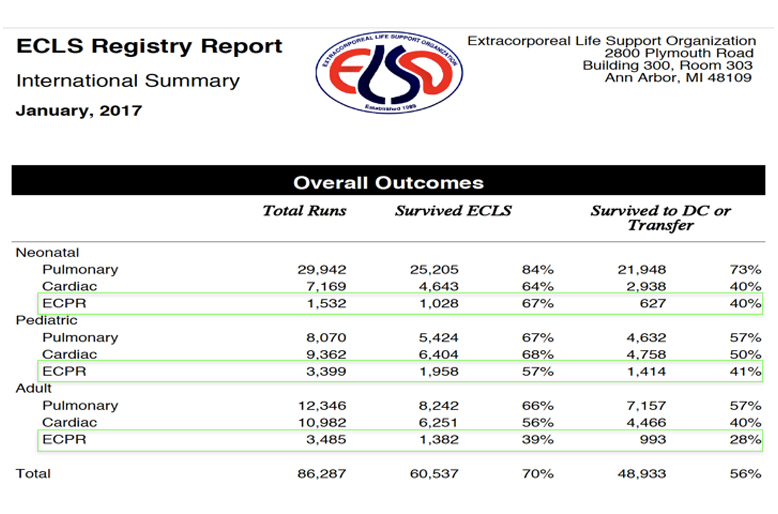 ECLS Registry Report
International Summary
January, 2017
EXTRACORPOREAL LIFE SUPPORT ORGANIZATION
ELSO
Established 1989
Extracorporeal Life Support Organization
2800 Plymouth Road
Building 300, Room 303
Ann Arbor, MI 48109
Overall Outcomes
Total Runs Survived ECLS Survived to DC or
Transfer
Neonatal
Pulmonary 29,942 25,205 84% 21,948 73%
Cardiac 7,169 4,643 64% 2,938 40%
ECPR 1,532 1,028 67% 627 40%
Pediatric
Pulmonary 8,070 5,424 67% 4,632 57%
Cardiac 9,362 6,404 68% 4,758 50%
ECPR 3,399 1,958 57% 1,414 41%
Adult
Pulmonary 12,346 8,242 66% 7,157 57%
Cardiac 10,982 6,251 56% 4,466 40%
ECPR 3,485 1,382 39% 993 28%
Total 86,287 60,537 70% 48,933 56%